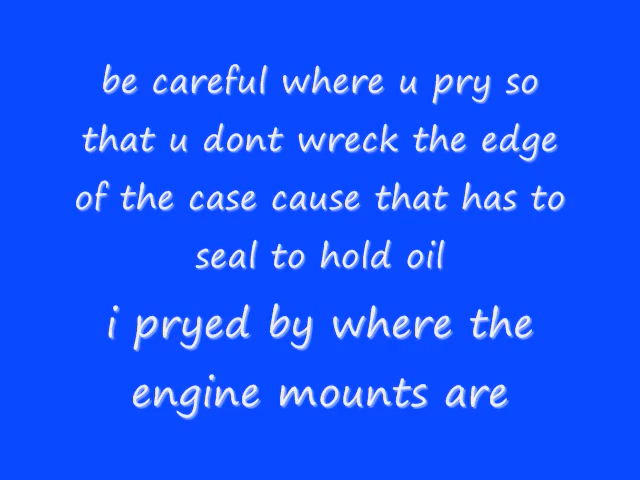 be careful where u pry so
that u dont wreck the edge
of the case cause that has to
seal to hold oil
i pryed by where the
engine mounts are